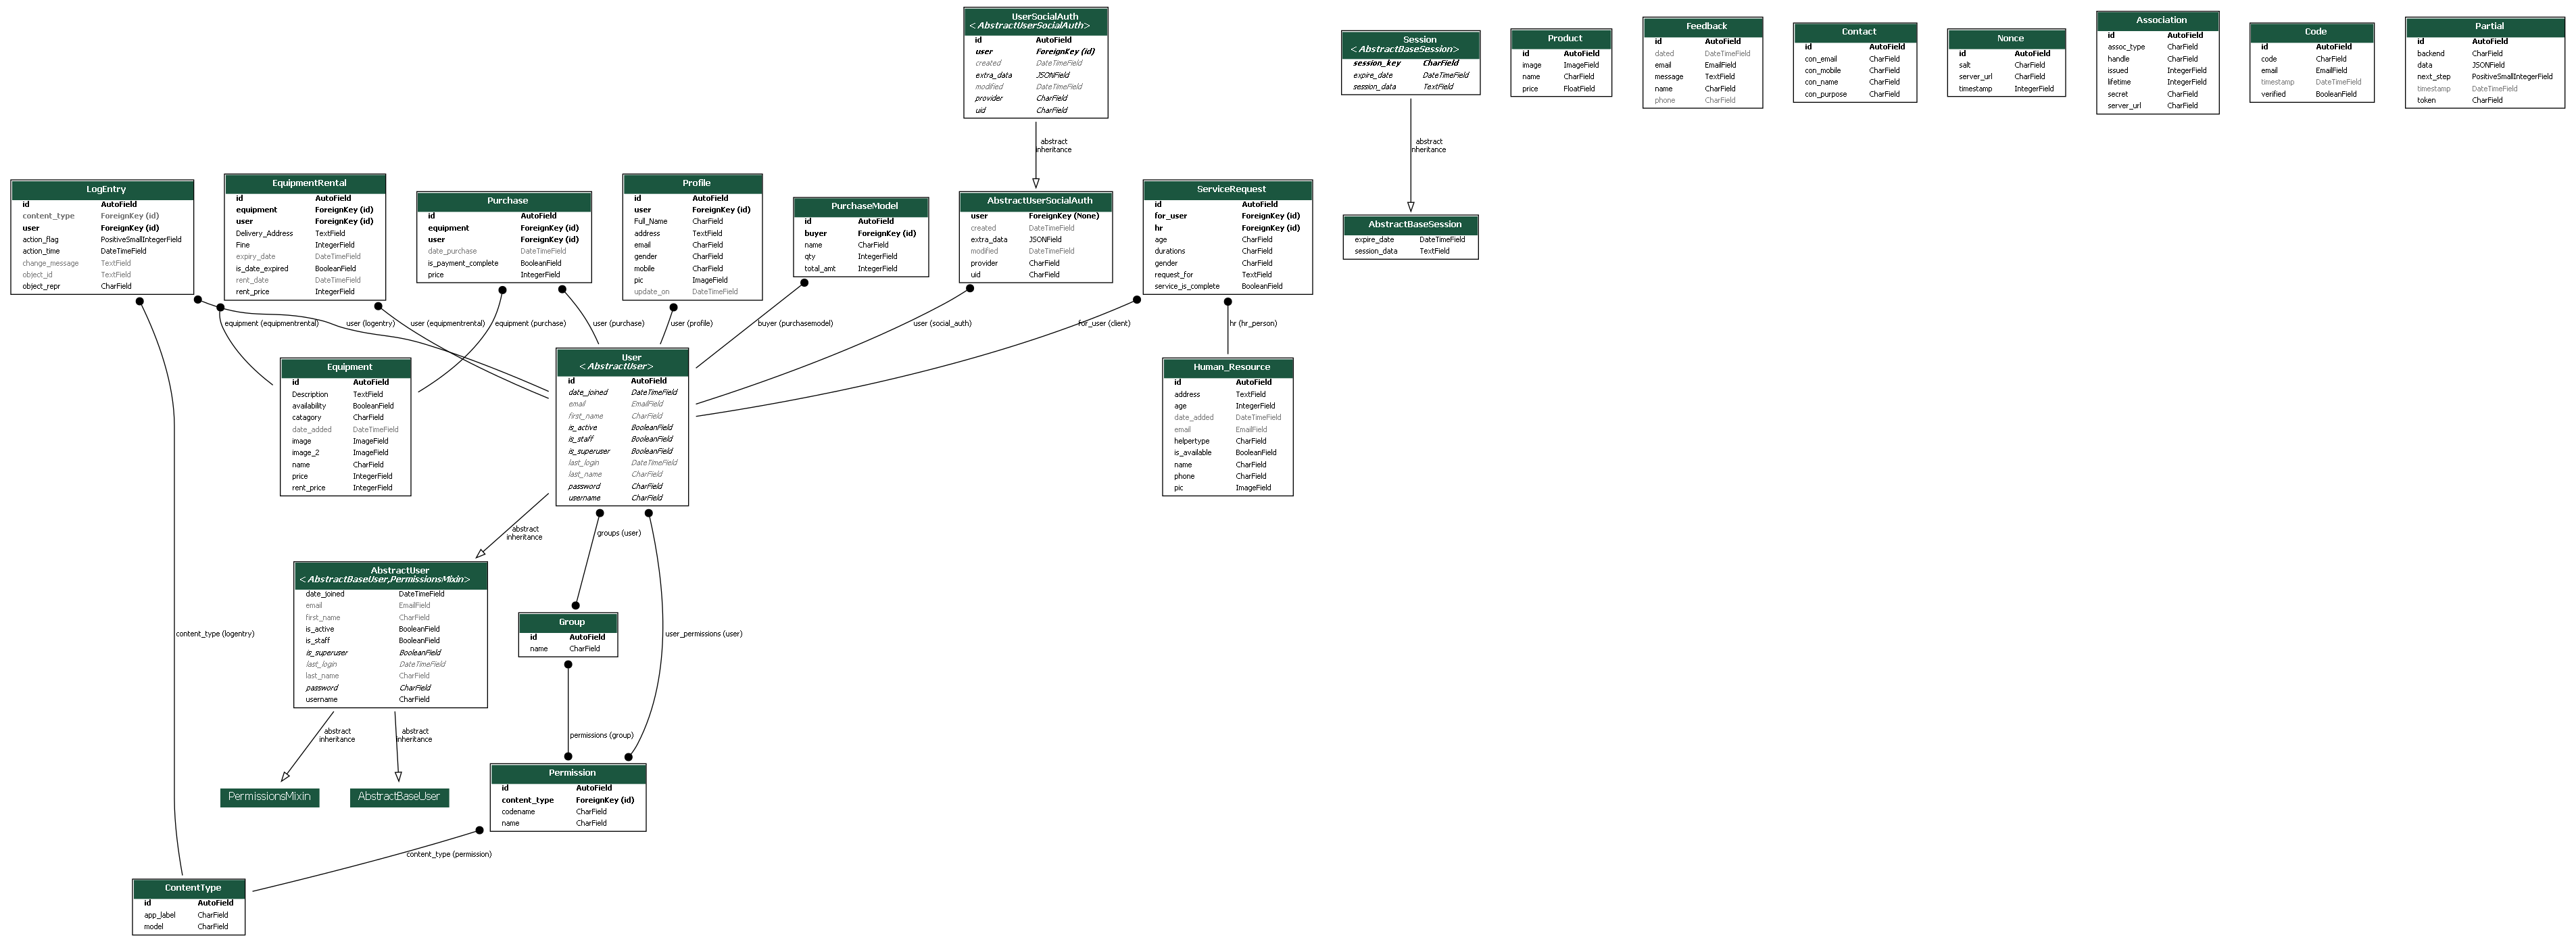 UserSocialAuth
<AbstractUserSocialAuth>
id AutoField
user ForeignKey (id)
created DateTimeField
extra_data JSONField
modified DateTimeField
provider CharField
uid CharField
Session
<AbstractBaseSession>
session_key CharField
expire_date DateTimeField
session_data TextField
Product
id AutoField
image ImageField
name CharField
price FloatField
Feedback
id AutoField
dated DateTimeField
email EmailField
message TextField
name CharField
phone CharField
Contact
id AutoField
con_email CharField
con_mobile CharField
con_name CharField
con_purpose CharField
Nonce
id AutoField
salt CharField
server_url CharField
timestamp IntegerField
Association
id AutoField
assoc_type CharField
handle CharField
issued IntegerField
lifetime IntegerField
secret CharField
server_url CharField
Code
id AutoField
code CharField
email EmailField
timestamp DateTimeField
verified BooleanField
Partial
id AutoField
backend CharField
data JSONField
next_step PositiveSmallIntegerField
timestamp DateTimeField
token CharField
abstract
inheritance
abstract
inheritance
LogEntry
id AutoField
content_type ForeignKey (id)
user ForeignKey (id)
action_flag PositiveSmallIntegerField
action_time DateTimeField
change_message TextField
object_id TextField
object_repr CharField
EquipmentRental
id AutoField
equipment ForeignKey (id)
user ForeignKey (id)
Delivery_Address TextField
Fine IntegerField
expiry_date DateTimeField
is_date_expired BooleanField
rent_date DateTimeField
rent_price IntegerField
Purchase
id AutoField
equipment ForeignKey (id)
user ForeignKey (id)
date_purchase DateTimeField
is_payment_complete BooleanField
price IntegerField
Profile
id AutoField
user ForeignKey (id)
Full_Name CharField
address TextField
email CharField
gender CharField
mobile CharField
pic ImageField
update_on DateTimeField
PurchaseModel
id AutoField
buyer ForeignKey (id)
name CharField
qty IntegerField
total_amt IntegerField
AbstractUserSocialAuth
user ForeignKey (None)
created DateTimeField
extra_data JSONField
modified DateTimeField
provider CharField
uid CharField
ServiceRequest
id AutoField
for_user ForeignKey (id)
hr ForeignKey (id)
age CharField
durations CharField
gender CharField
request_for TextField
service_is_complete BooleanField
AbstractBaseSession
expire_date DateTimeField
session_data TextField
equipment (equipmentrental)
user (logentry)
user (equipmentrental)
equipment (purchase)
user (purchase)
user (profile)
buyer (purchasemodel)
user (social_auth)
for_user (client)
hr (hr_person)
Equipment
id AutoField
Description TextField
availability BooleanField
catagory CharField
date_added DateTimeField
image ImageField
image_2 ImageField
name CharField
price IntegerField
rent_price IntegerField
User
<AbstractUser>
id AutoField
date_joined DateTimeField
email EmailField
first_name CharField
is_active BooleanField
is_staff BooleanField
is_superuser BooleanField
last_login DateTimeField
last_name CharField
password CharField
username CharField
Human_Resource
id AutoField
address TextField
age IntegerField
date_added DateTimeField
email EmailField
helpertype CharField
is_available BooleanField
name CharField
phone CharField
pic ImageField
abstract
inheritance
groups (user)
AbstractUser
<AbstractBaseUser,PermissionsMixin>
date_joined DateTimeField
email EmailField
first_name CharField
is_active BooleanField
is_staff BooleanField
is_superuser BooleanField
last_login DateTimeField
last_name CharField
password CharField
username CharField
Group
id AutoField
name CharField
content_type (logentry)
user_permissions (user)
abstract
inheritance
abstract
inheritance
permissions (group)
PermissionsMixin
AbstractBaseUser
Permission
id AutoField
content_type ForeignKey (id)
codename CharField
name CharField
content_type (permission)
ContentType
id AutoField
app_label CharField
model CharField